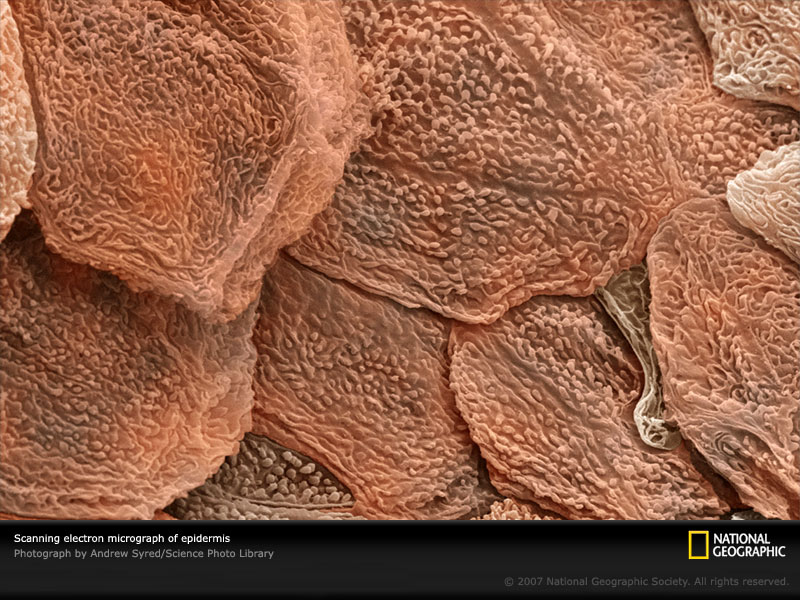 Scanning electron micrograph of epidermis
Photograph by Andrew Syred/Science Photo Library
NATIONAL
GEOGRAPHIC
© 2007 National Geographic Society. All rights reserved.